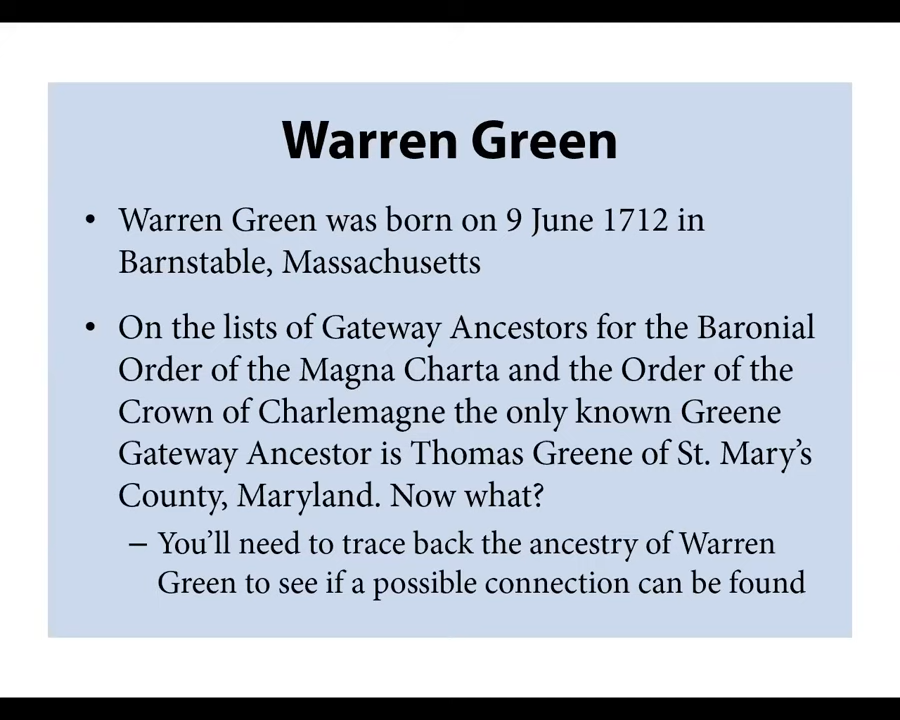 Warren Green
• Warren Green was born on 9 June 1712 in
Barnstable, Massachusetts
• On the lists of Gateway Ancestors for the Baronial
Order of the Magna Charta and the Order of the
Crown of Charlemagne the only known Greene
Gateway Ancestor is Thomas Greene of St. Mary’s
County, Maryland. Now what?
– You’ll need to trace back the ancestry of Warren
Green to see if a possible connection can be found